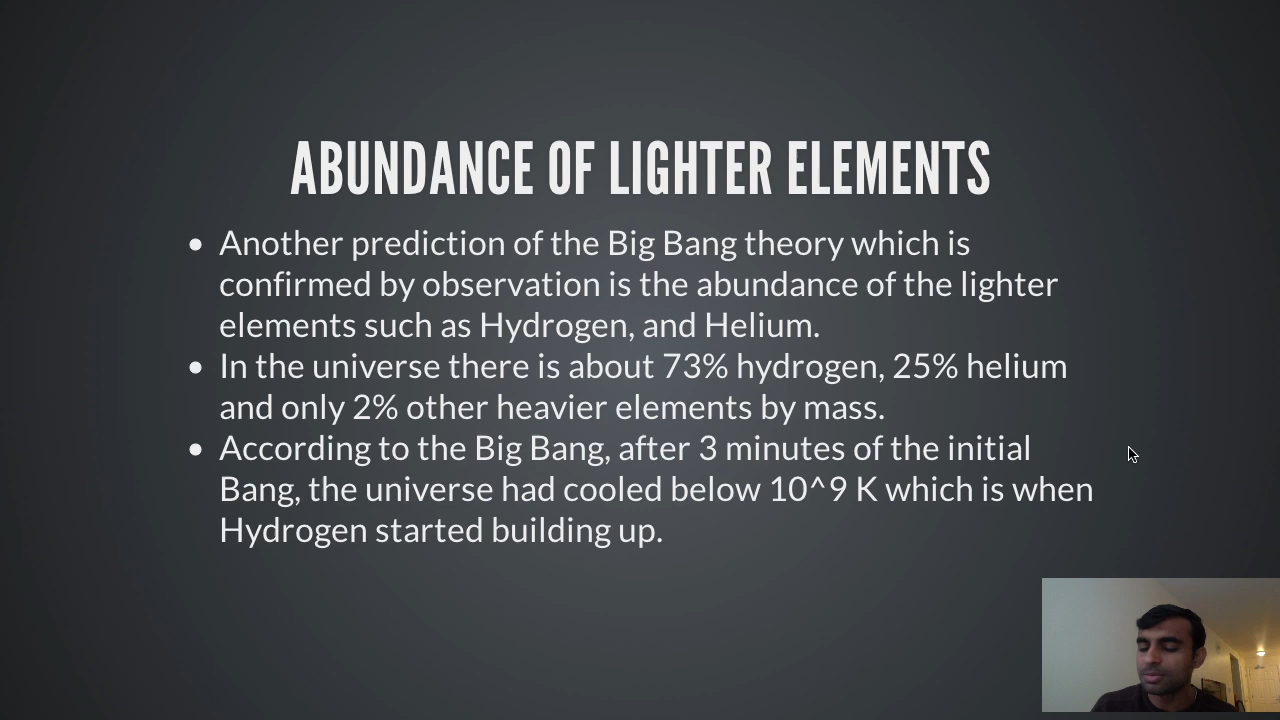 ABUNDANCE OF LIGHTER ELEMENTS
• Another prediction of the Big Bang theory which is
confirmed by observation is the abundance of the lighter
elements such as Hydrogen, and Helium.
• In the universe there is about 73% hydrogen, 25% helium
and only 2% other heavier elements by mass.
• According to the Big Bang, after 3 minutes of the initial
Bang, the universe had cooled below 10^9 K which is when
Hydrogen started building up.